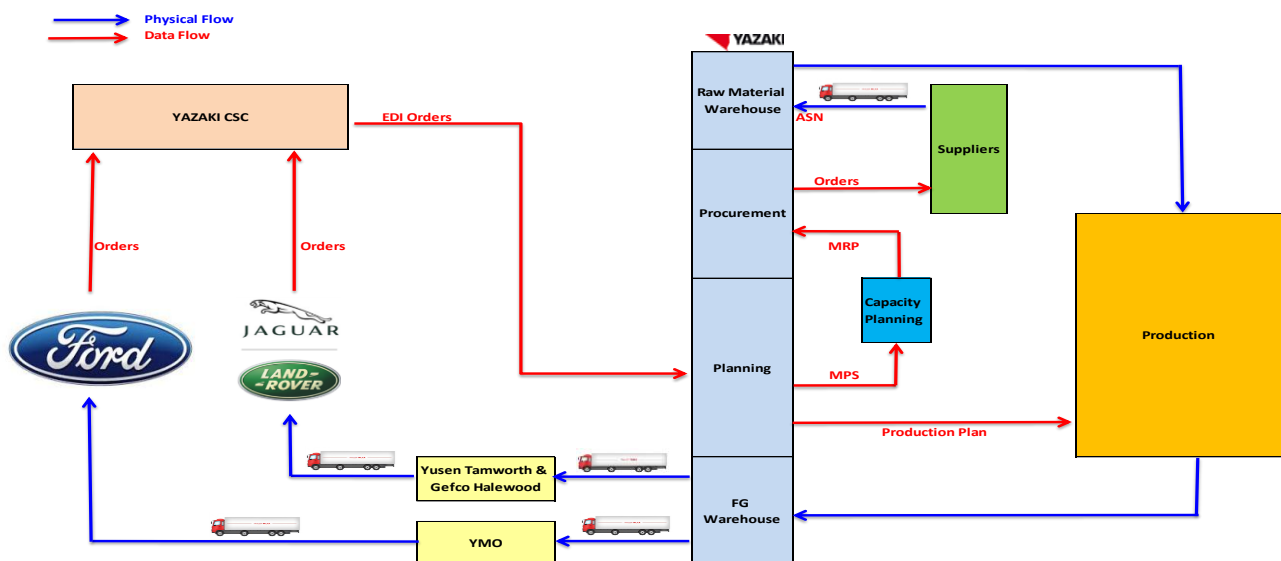 Physical Flow
Data Flow
YAZAKI
YAZAKI CSC
EDI Orders
Raw Material
Warehouse
ASN
Suppliers
Orders
Procurement
Orders
Orders
MRP
Ford
JAGUAR
LAND-
-ROVER
Capacity
Planning
Planning
MPS
Production
Production Plan
Yusen Tamworth &
Gefco Halewood
FG
Warehouse
YMO